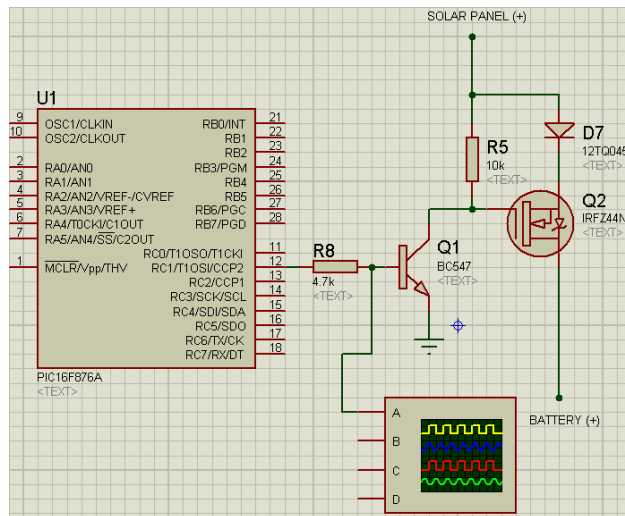 SOLAR PANEL (+)
U1
9 OSC1/CLKIN RB0/INT 21
10 OSC2/CLKOUT RB1 22
RB2 23
2 RA0/AN0 RB3/PGM 24
3 RA1/AN1 RB4 25
4 RA2/AN2/VREF-/CVREF RB5 26
5 RA3/AN3/VREF+ RB6/PGC 27
6 RA4/T0CKI/C1OUT RB7/PGD 28
7 RA5/AN4/SS/C2OUT
RC0/T1OSO/T1CKI 11
1 MCLR/Vpp/THV RC1/T1OSI/CCP2 12
RC2/CCP1 13
RC3/SCK/SCL 14
RC4/SDI/SDA 15
RC5/SDO 16
RC6/TX/CK 17
RC7/RX/DT 18
PIC16F876A
<TEXT>
R8
4.7k
<TEXT>
R5
10k
<TEXT>
D7
12TQ045
<TEXT>
Q2
IRFZ44N
<TEXT>
Q1
BC547
<TEXT>
BATTERY (+)
A
B
C
D